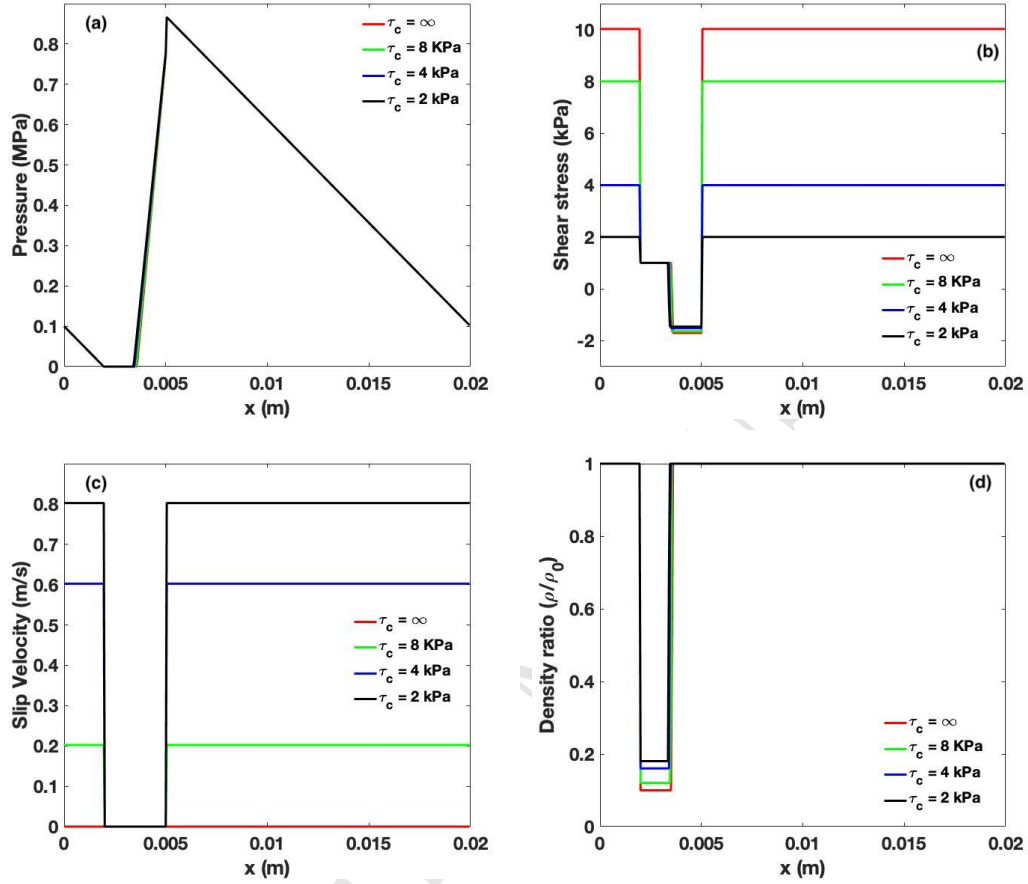 (a)
τc = ∞
τc = 8 KPa
τc = 4 kPa
τc = 2 kPa
0.8
0.7
0.6
0.5
0.4
0.3
0.2
0.1
0
Pressure (MPa)
0 0.005 0.01 0.015 0.02
x (m)
(b)
10
8
6
4
2
0
-2
Shear stress (kPa)
τc = ∞
τc = 8 KPa
τc = 4 kPa
τc = 2 kPa
0 0.005 0.01 0.015 0.02
x (m)
(c)
0.8
0.7
0.6
0.5
0.4
0.3
0.2
0.1
0
Slip Velocity (m/s)
τc = ∞
τc = 8 KPa
τc = 4 kPa
τc = 2 kPa
0 0.005 0.01 0.015 0.02
x (m)
(d)
1
0.8
0.6
0.4
0.2
0
Density ratio (ρ/ρ0)
τc = ∞
τc = 8 KPa
τc = 4 kPa
τc = 2 kPa
0 0.005 0.01 0.015 0.02
x (m)